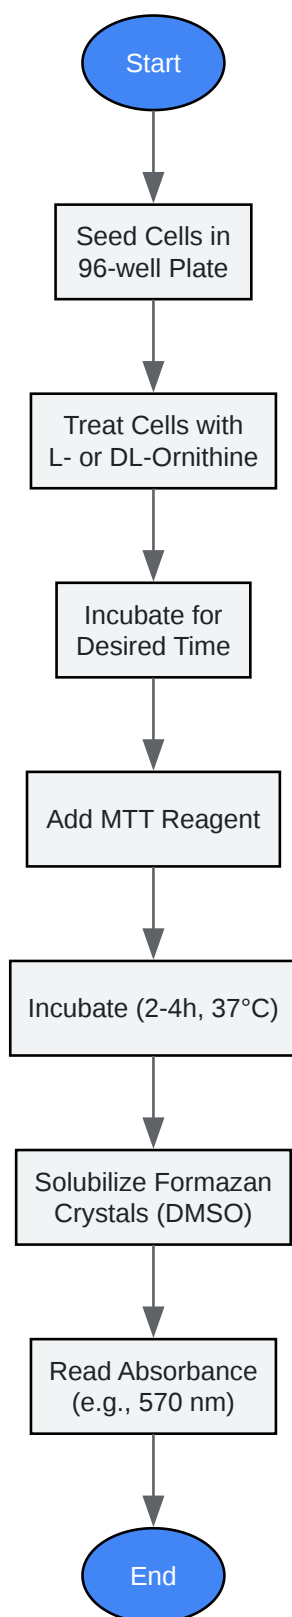 Start
Seed Cells in
96-well Plate
Treat Cells with
L- or DL-Ornithine
Incubate for
Desired Time
Add MTT Reagent
Incubate (2-4h, 37°C)
Solubilize Formazan
Crystals (DMSO)
Read Absorbance
(e.g., 570 nm)
End